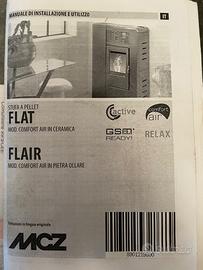 MANUALE DI INSTALLAZIONE E UTILIZZO
IT
STUFA A PELLET
FLAT
MOD. COMFORT AIR IN CERAMICA
active
comfort air
GSM READY!
RELAX
FLAIR
MOD. COMFORT AIR IN PIETRA OLLARE
Istruzioni in lingua originale
MCZ